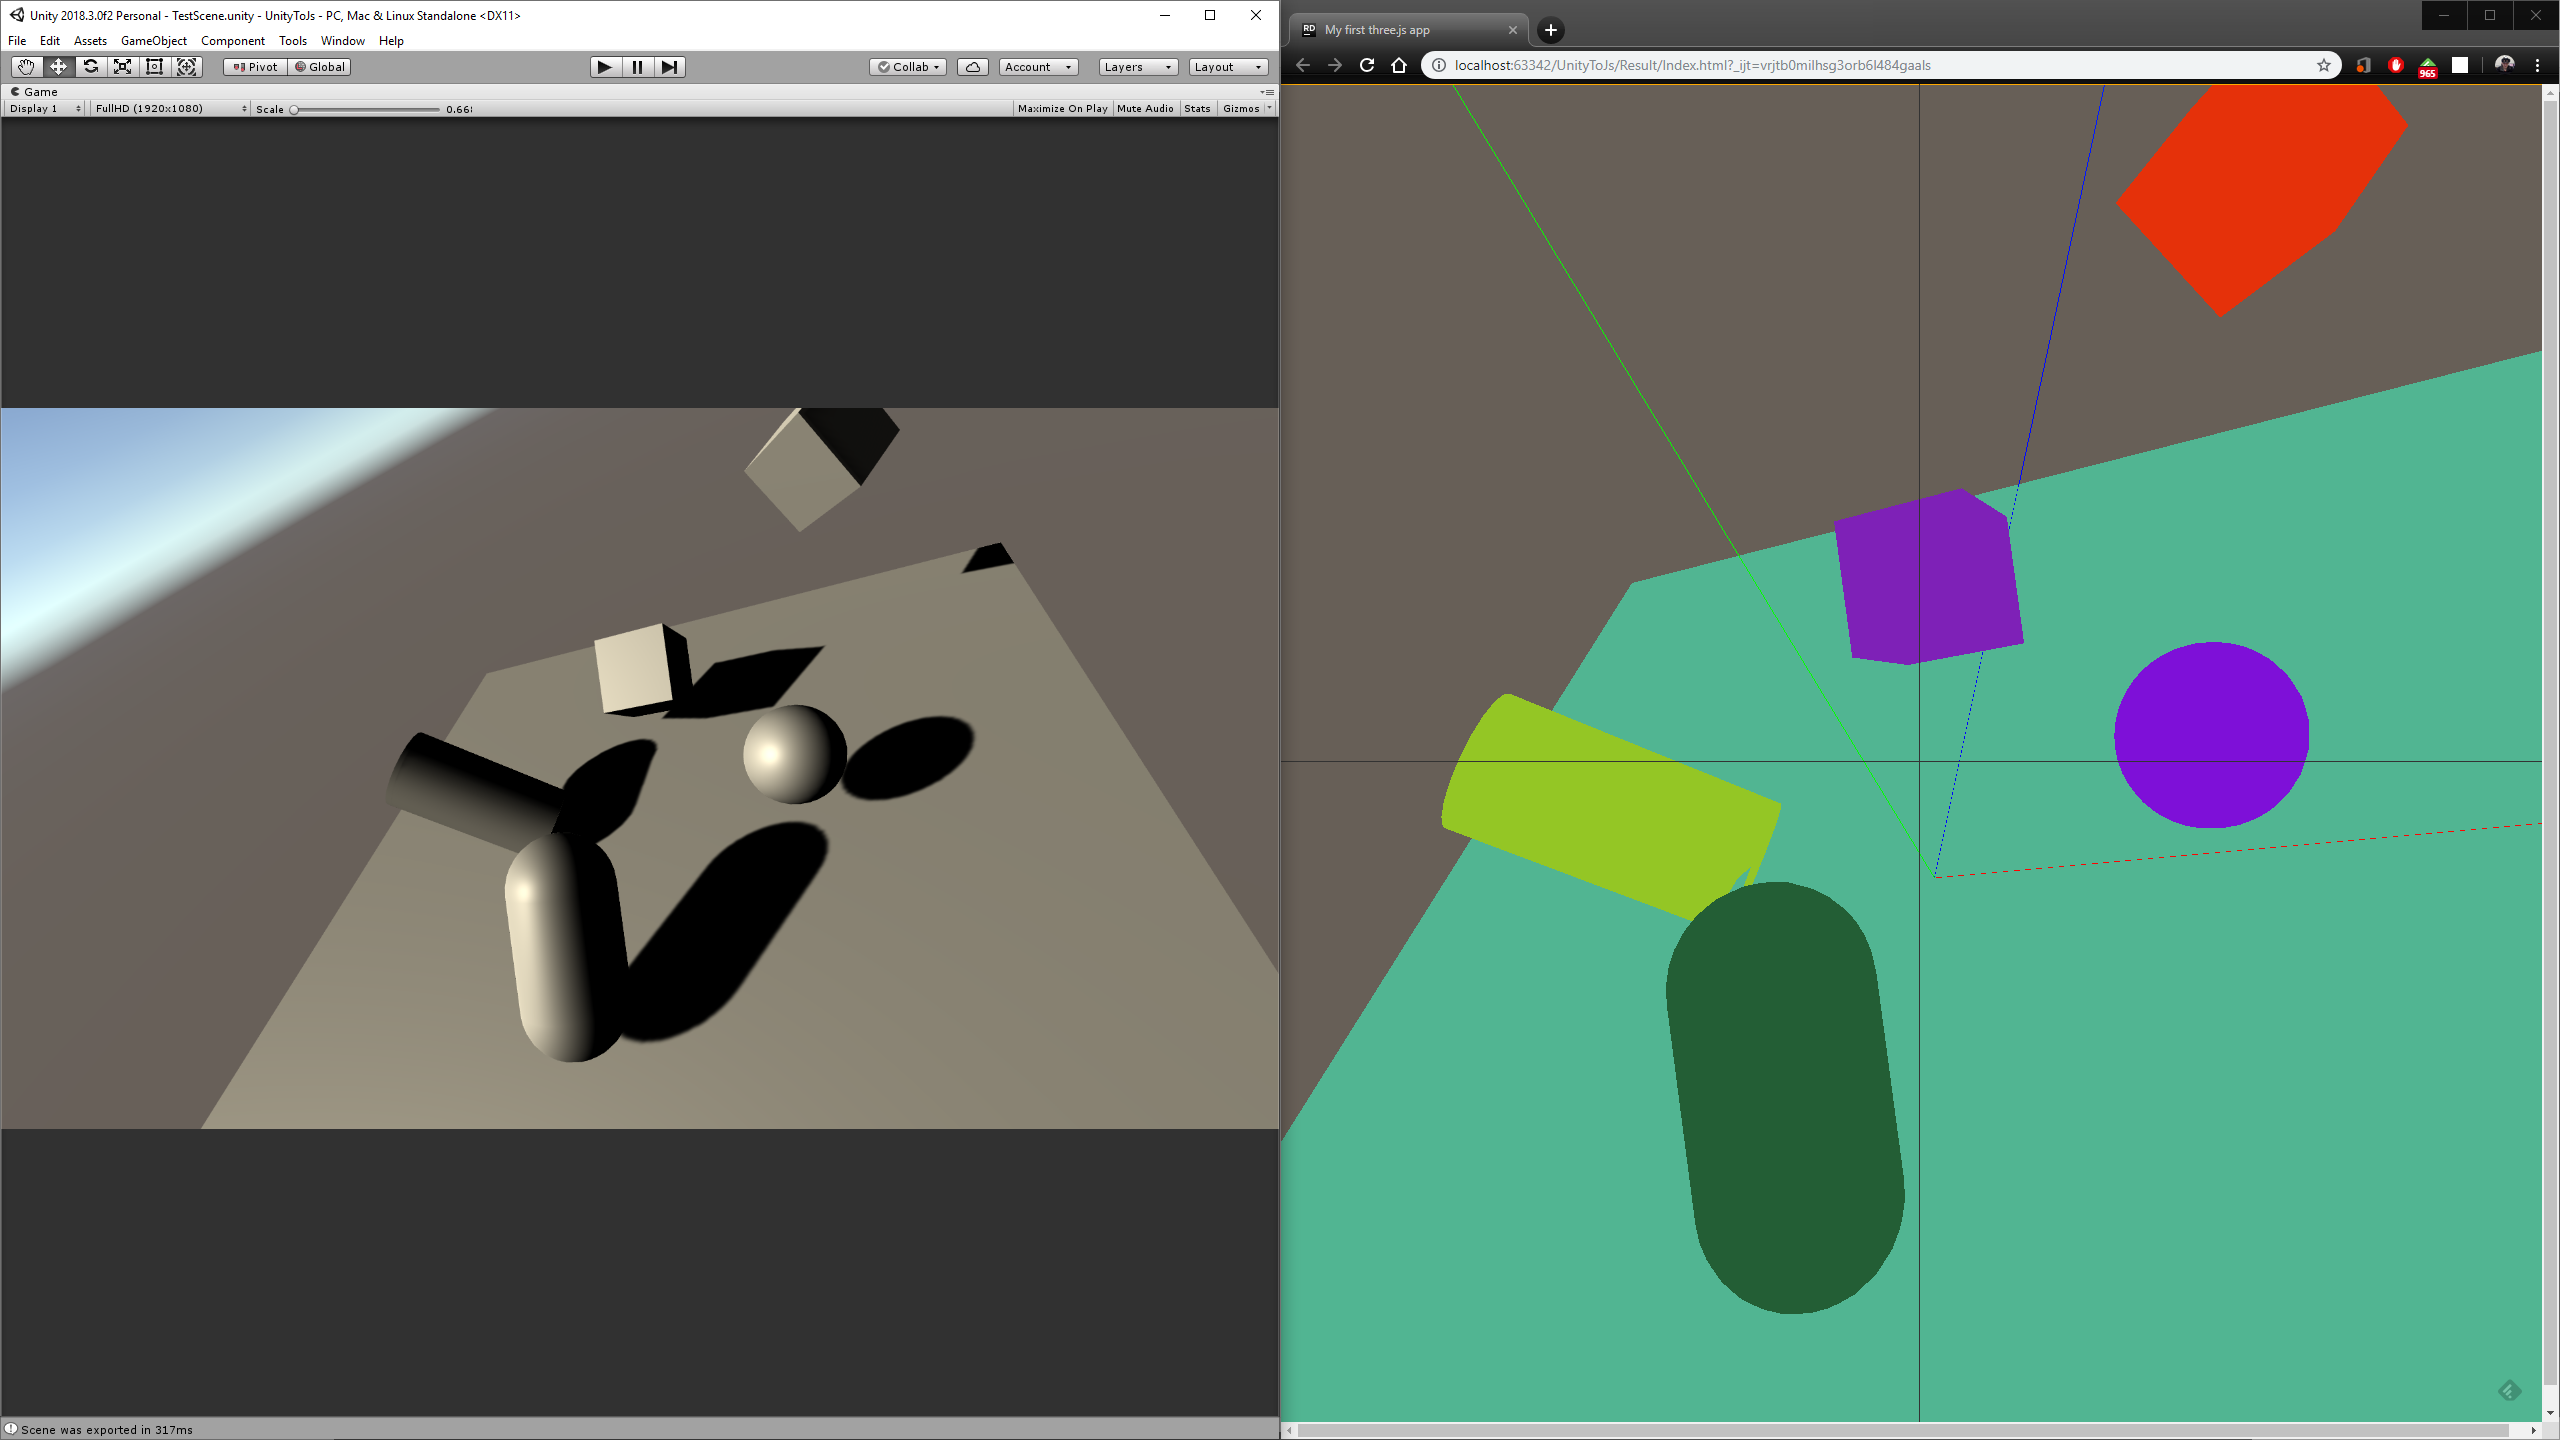 Unity 2018.3.0f2 Personal - TestScene.unity - UnityToJs - PC, Mac & Linux Standalone <DX11>
File Edit Assets GameObject Component Tools Window Help
Pivot Global Collab Account Layers Layout
Game
Display 1 FullHD (1920x1080) Scale 0.66 Maximize On Play Mute Audio Stats Gizmos
Scene was exported in 317ms
RD My first three.js app
localhost:63342/UnityToJs/Result/Index.html?_ijt=vrjtb0milhsg3orb6l484gaals
965